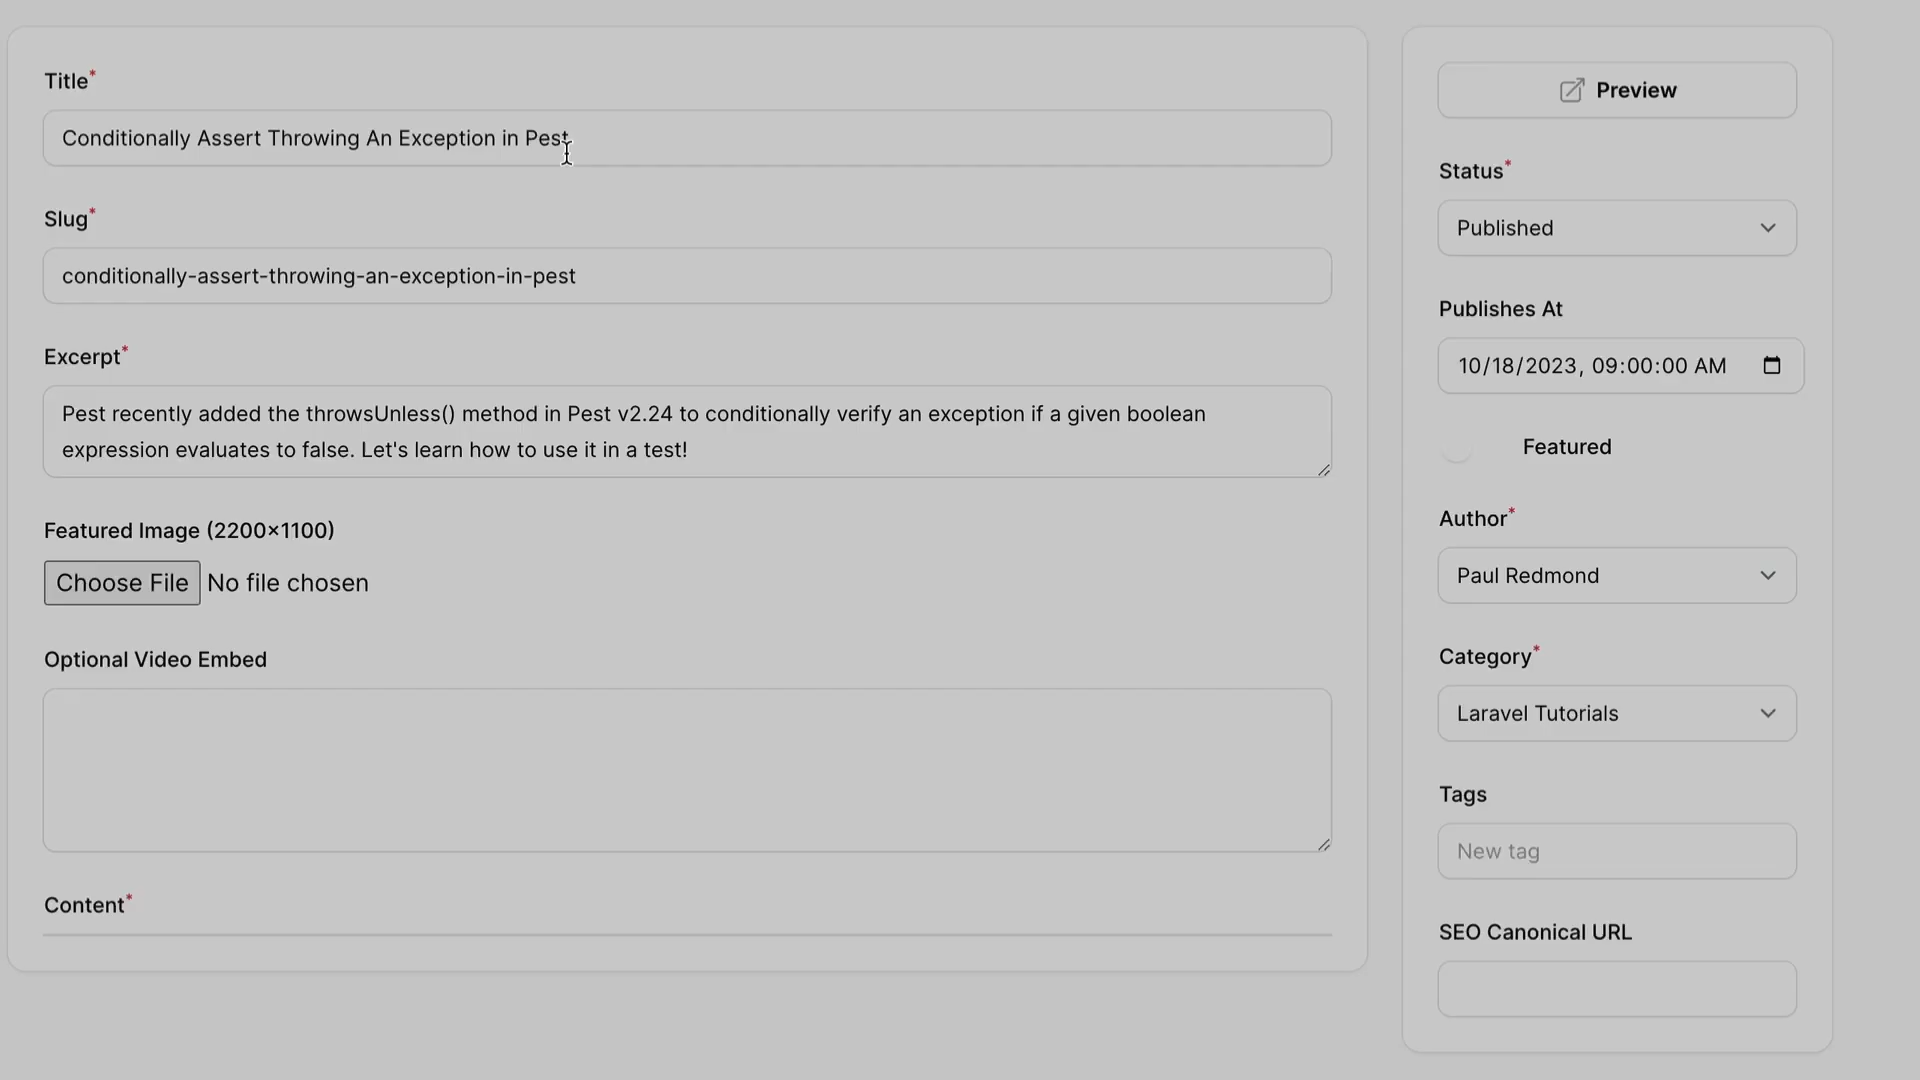 Title*
Conditionally Assert Throwing An Exception in Pest
Slug*
conditionally-assert-throwing-an-exception-in-pest
Excerpt*
Pest recently added the throwsUnless() method in Pest v2.24 to conditionally verify an exception if a given boolean
expression evaluates to false. Let's learn how to use it in a test!
Featured Image (2200×1100)
Choose File No file chosen
Optional Video Embed
Content*
Preview
Status*
Published
Publishes At
10/18/2023, 09:00:00 AM
Featured
Author*
Paul Redmond
Category*
Laravel Tutorials
Tags
New tag
SEO Canonical URL